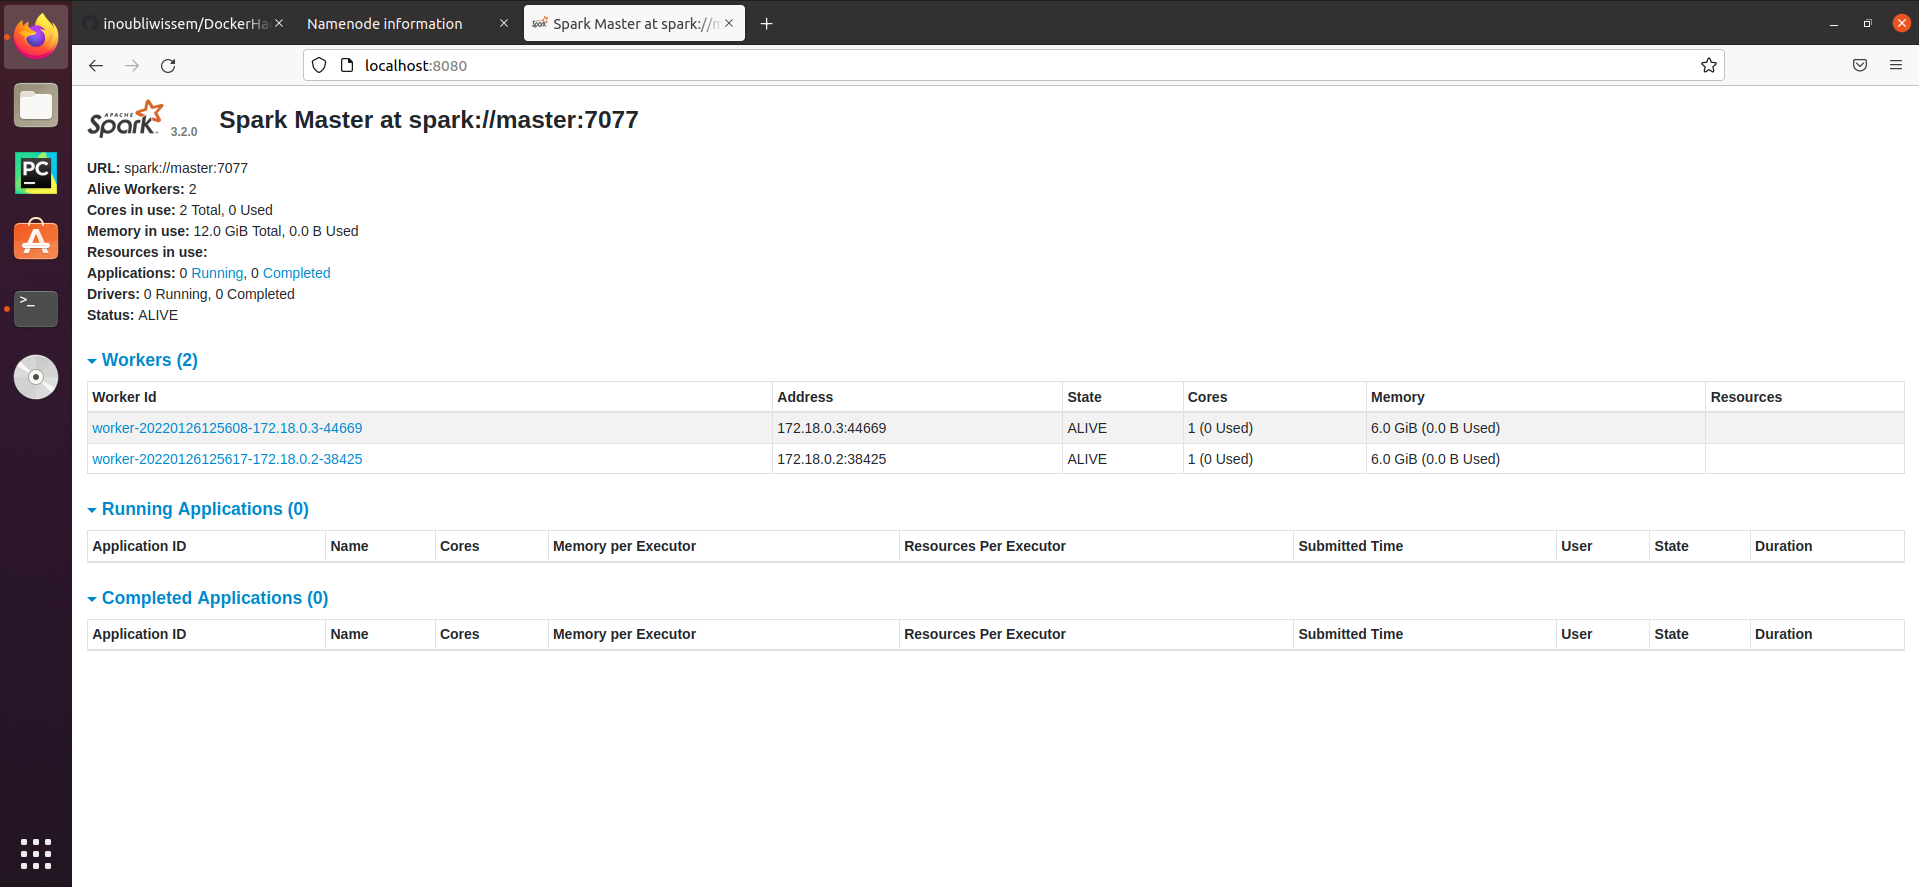 inoubliwissem/DockerHa
Namenode information
Spark Master at spark://m
localhost:8080
APACHE
Spark 3.2.0
Spark Master at spark://master:7077
URL: spark://master:7077
Alive Workers: 2
Cores in use: 2 Total, 0 Used
Memory in use: 12.0 GiB Total, 0.0 B Used
Resources in use:
Applications: 0 Running, 0 Completed
Drivers: 0 Running, 0 Completed
Status: ALIVE
Workers (2)
Worker Id Address State Cores Memory Resources
worker-20220126125608-172.18.0.3-44669 172.18.0.3:44669 ALIVE 1 (0 Used) 6.0 GiB (0.0 B Used)
worker-20220126125617-172.18.0.2-38425 172.18.0.2:38425 ALIVE 1 (0 Used) 6.0 GiB (0.0 B Used)
Running Applications (0)
Application ID Name Cores Memory per Executor Resources Per Executor Submitted Time User State Duration
Completed Applications (0)
Application ID Name Cores Memory per Executor Resources Per Executor Submitted Time User State Duration
PC
>_